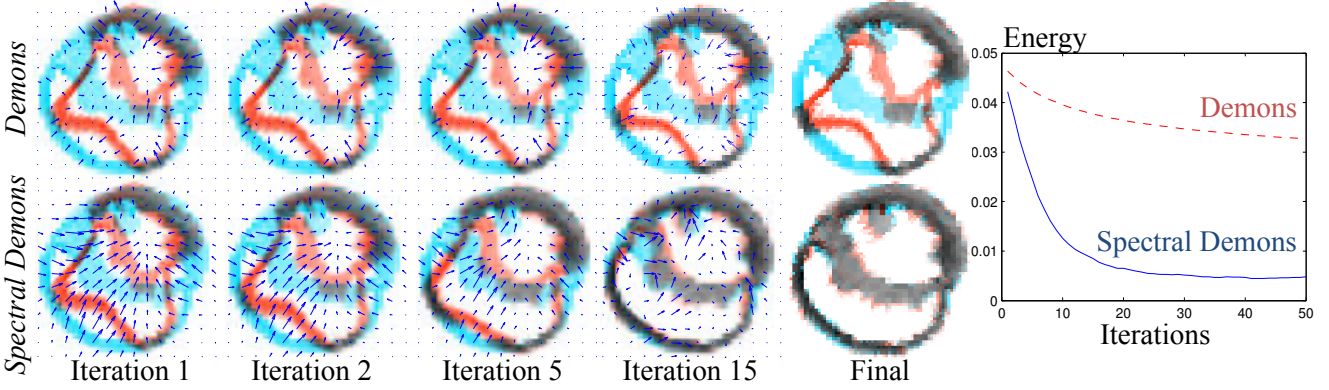 Demons
Spectral Demons
Iteration 1
Iteration 2
Iteration 5
Iteration 15
Final
Energy
0.05
0.04
0.03
0.02
0.01
0
Demons
Spectral Demons
0 10 20 30 40 50
Iterations